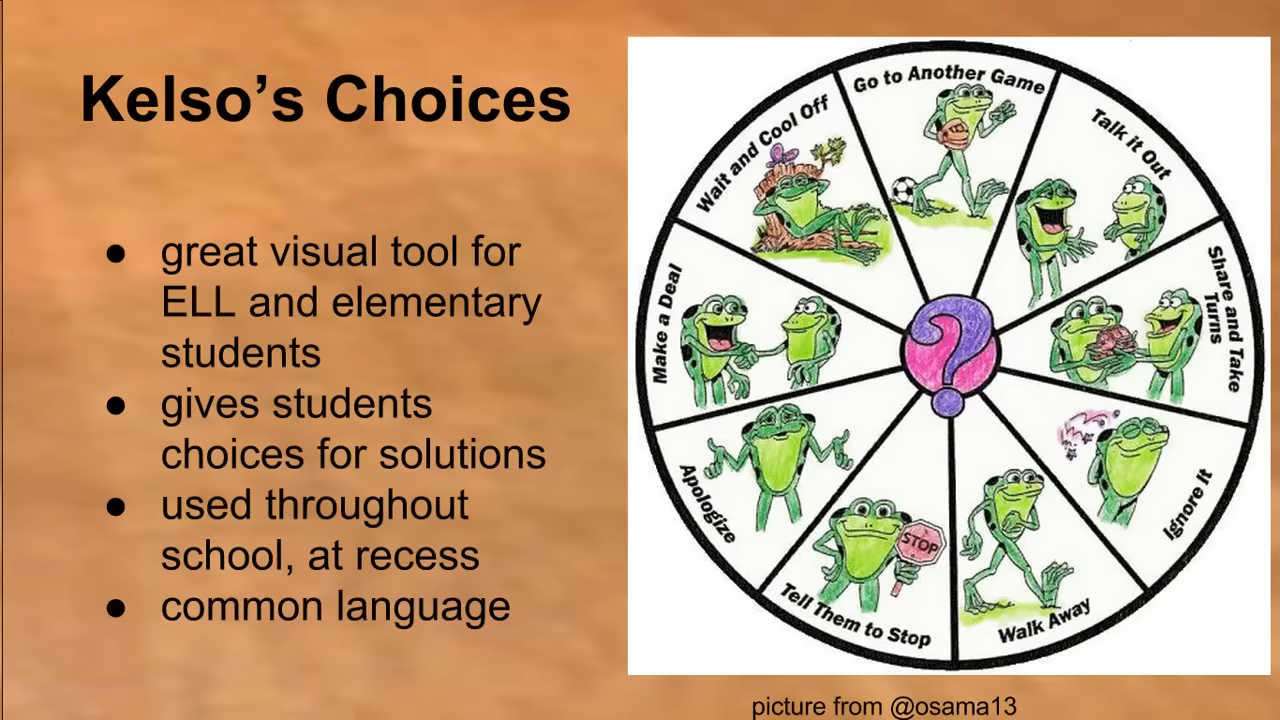 Kelso's Choices
● great visual tool for
ELL and elementary
students
● gives students
choices for solutions
● used throughout
school, at recess
● common language
Go to Another Game
Talk it Out
Share and Take
Turns
Ignore It
Walk Away
Tell Them to Stop
STOP
Apologize
Make a Deal
Wait and Cool Off
?
picture from @osama13